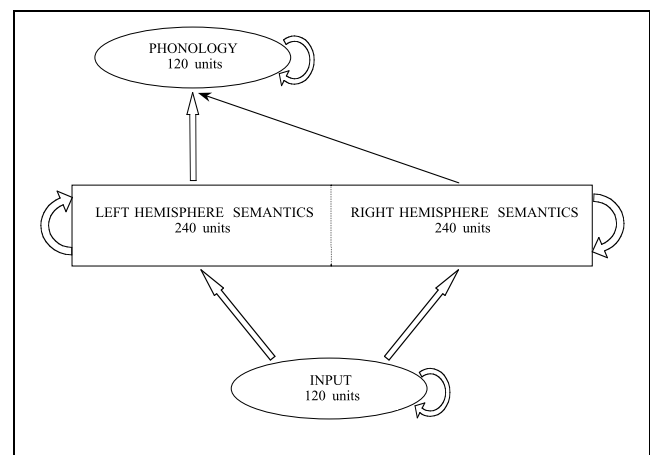 PHONOLOGY
120 units
LEFT HEMISPHERE SEMANTICS
240 units
RIGHT HEMISPHERE SEMANTICS
240 units
INPUT
120 units